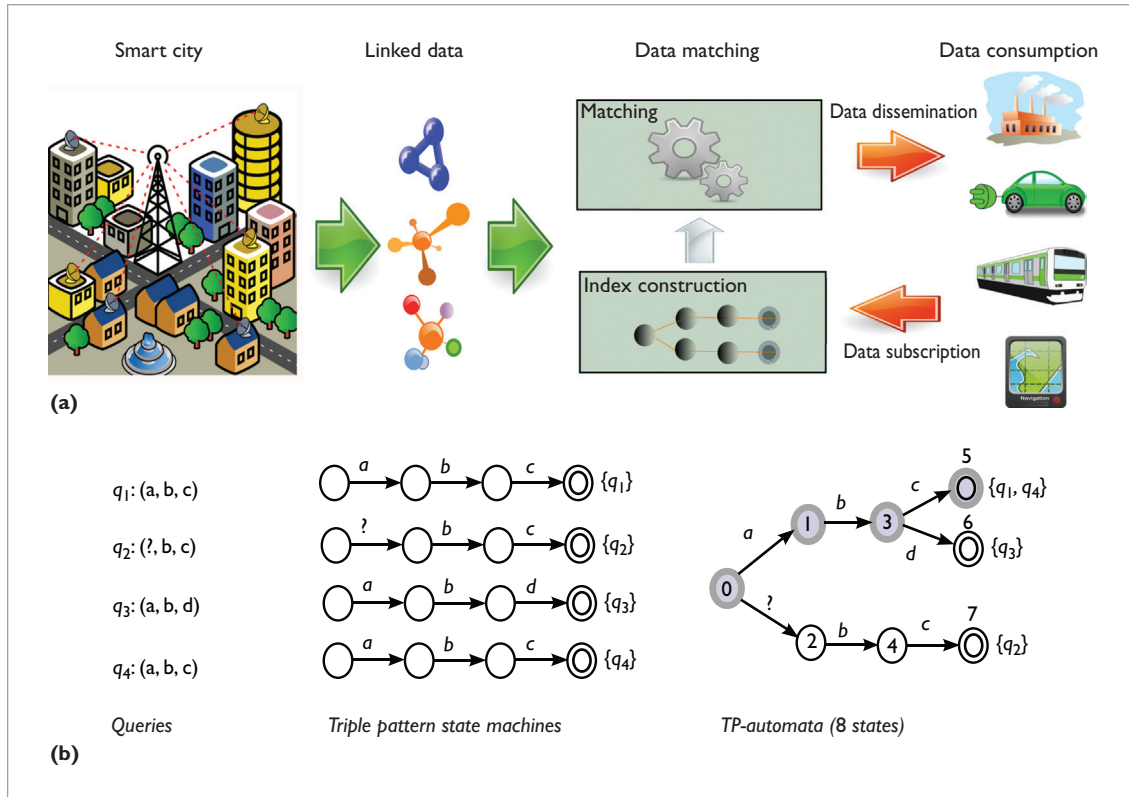 Smart city
Linked data
Data matching
Data consumption
Matching
Data dissemination
Index construction
Data subscription
Navigation
(a)
q1: (a, b, c)
a b c {q1}
q2: (?, b, c)
? b c {q2}
q3: (a, b, d)
a b d {q3}
q4: (a, b, c)
a b c {q4}
5
c {q1, q4}
b
1 3 6
a d {q3}
0
? 7
b c
2 4 {q2}
Queries
Triple pattern state machines
TP-automata (8 states)
(b)